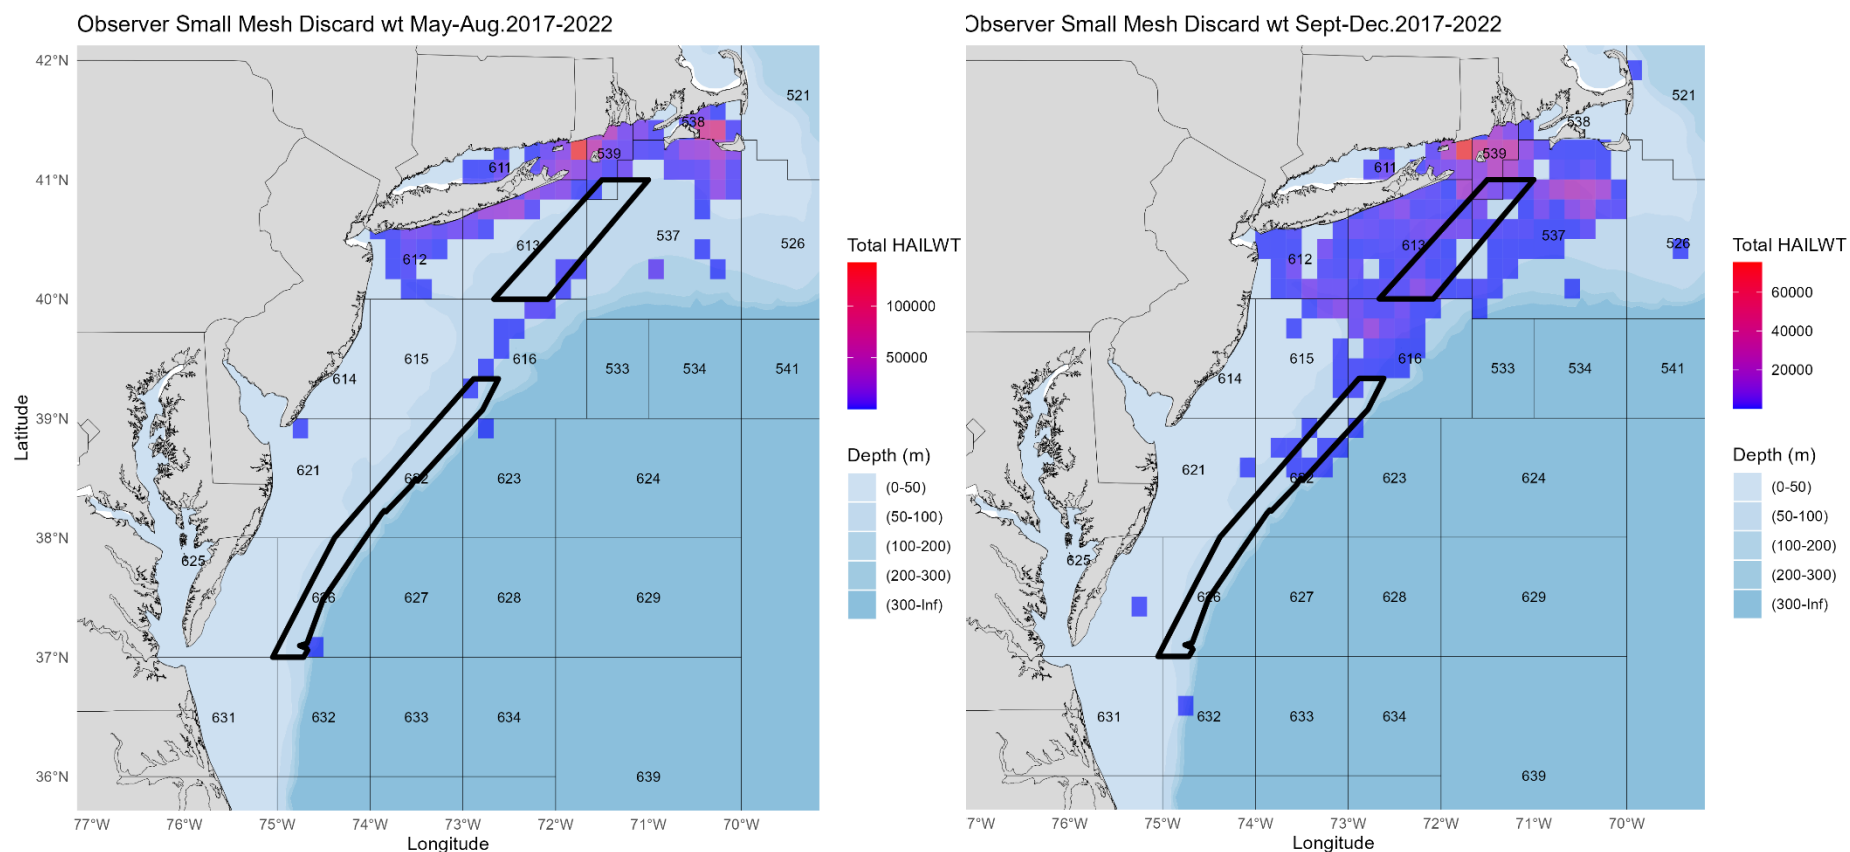 Observer Small Mesh Discard wt May-Aug.2017-2022
42°N
41°N
40°N
39°N
38°N
37°N
36°N
Latitude
521
538
539
611
537
526
613
612
615
616
614
533
534
541
621
622
623
624
625
626
627
628
629
631
632
633
634
639
77°W
76°W
75°W
74°W
73°W
72°W
71°W
70°W
Longitude
Total HAILWT
100000
50000
Depth (m)
(0-50)
(50-100)
(100-200)
(200-300)
(300-Inf)
Observer Small Mesh Discard wt Sept-Dec.2017-2022
521
538
539
611
537
526
613
612
615
616
614
533
534
541
621
622
623
624
625
626
627
628
629
631
632
633
634
639
77°W
76°W
75°W
74°W
73°W
72°W
71°W
70°W
Longitude
Total HAILWT
60000
40000
20000
Depth (m)
(0-50)
(50-100)
(100-200)
(200-300)
(300-Inf)